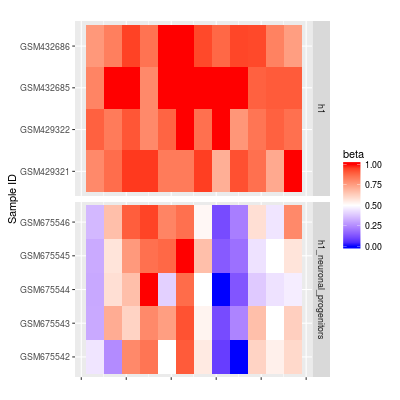 GSM432686
GSM432685
GSM429322
GSM429321
h1
GSM675546
GSM675545
GSM675544
GSM675543
GSM675542
h1_neuronal_progenitors
Sample ID
beta
1.00
0.75
0.50
0.25
0.00